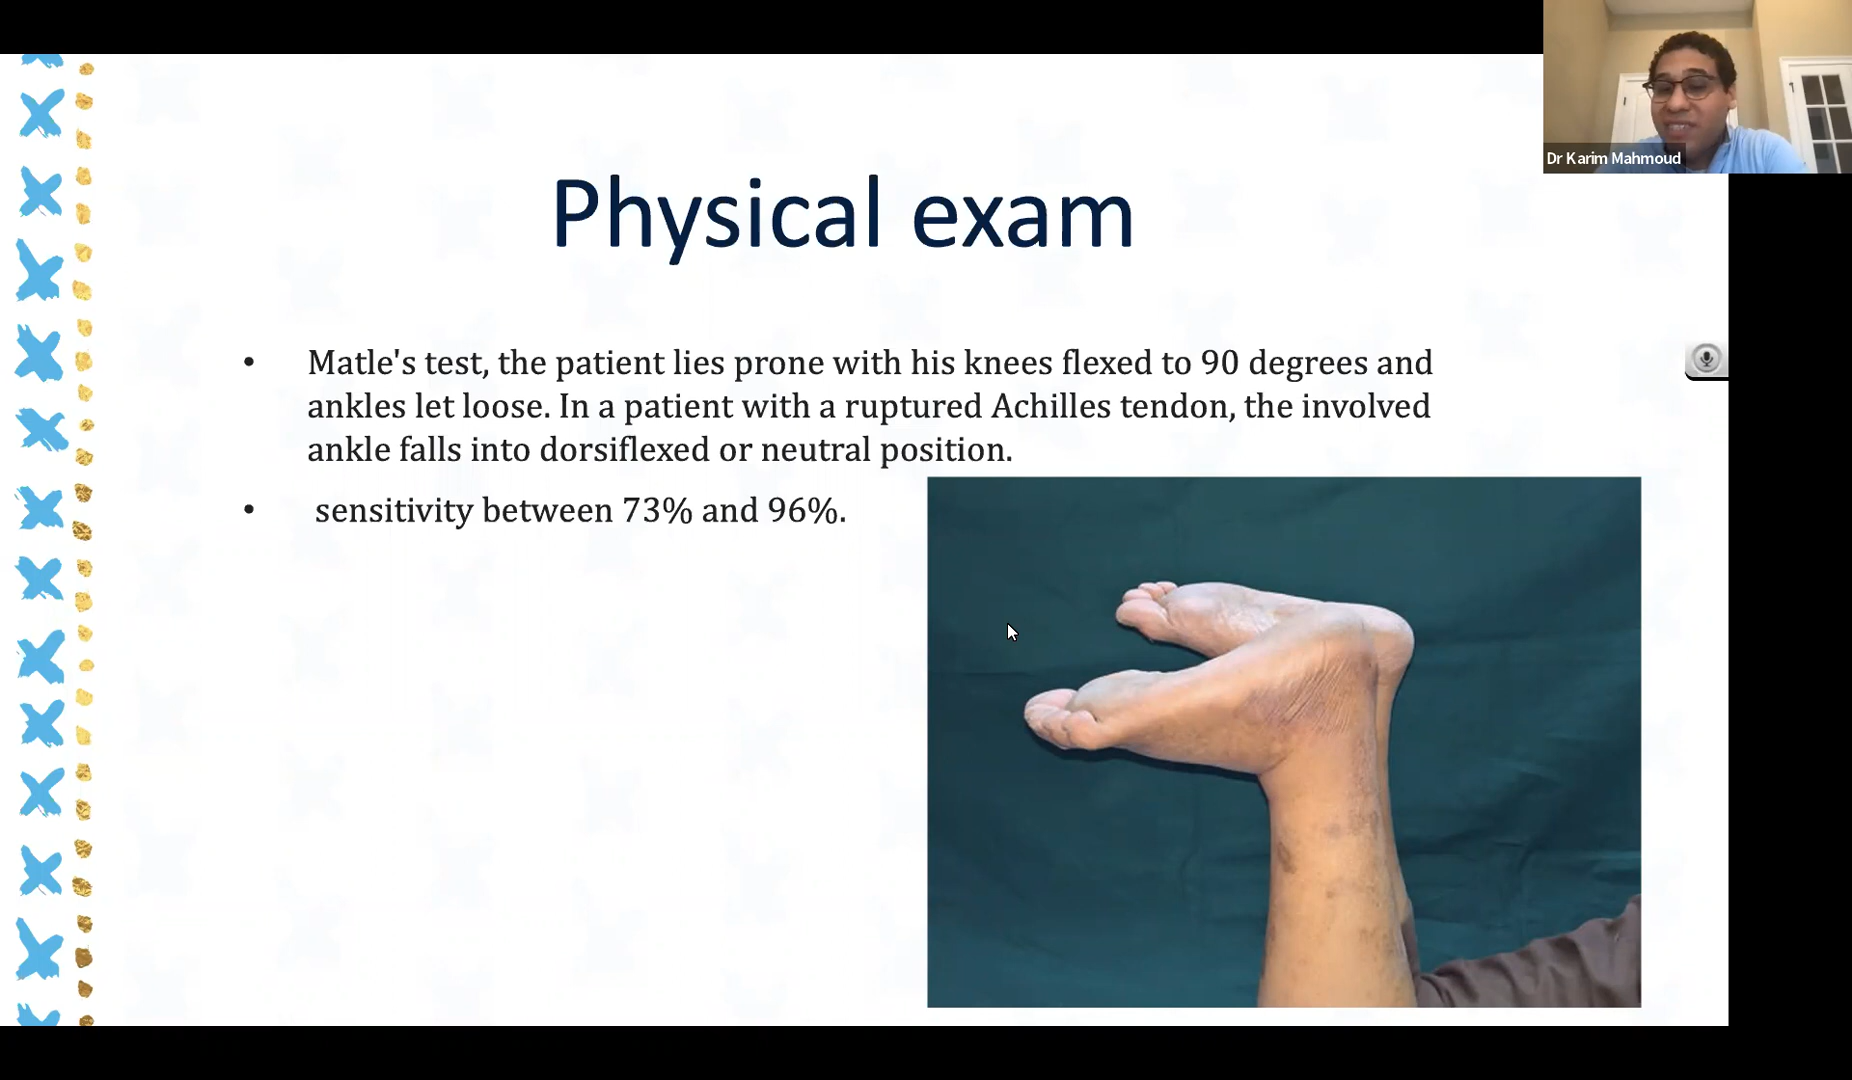 Dr Karim Mahmoud
Physical exam
• Matle's test, the patient lies prone with his knees flexed to 90 degrees and
ankles let loose. In a patient with a ruptured Achilles tendon, the involved
ankle falls into dorsiflexed or neutral position.
• sensitivity between 73% and 96%.